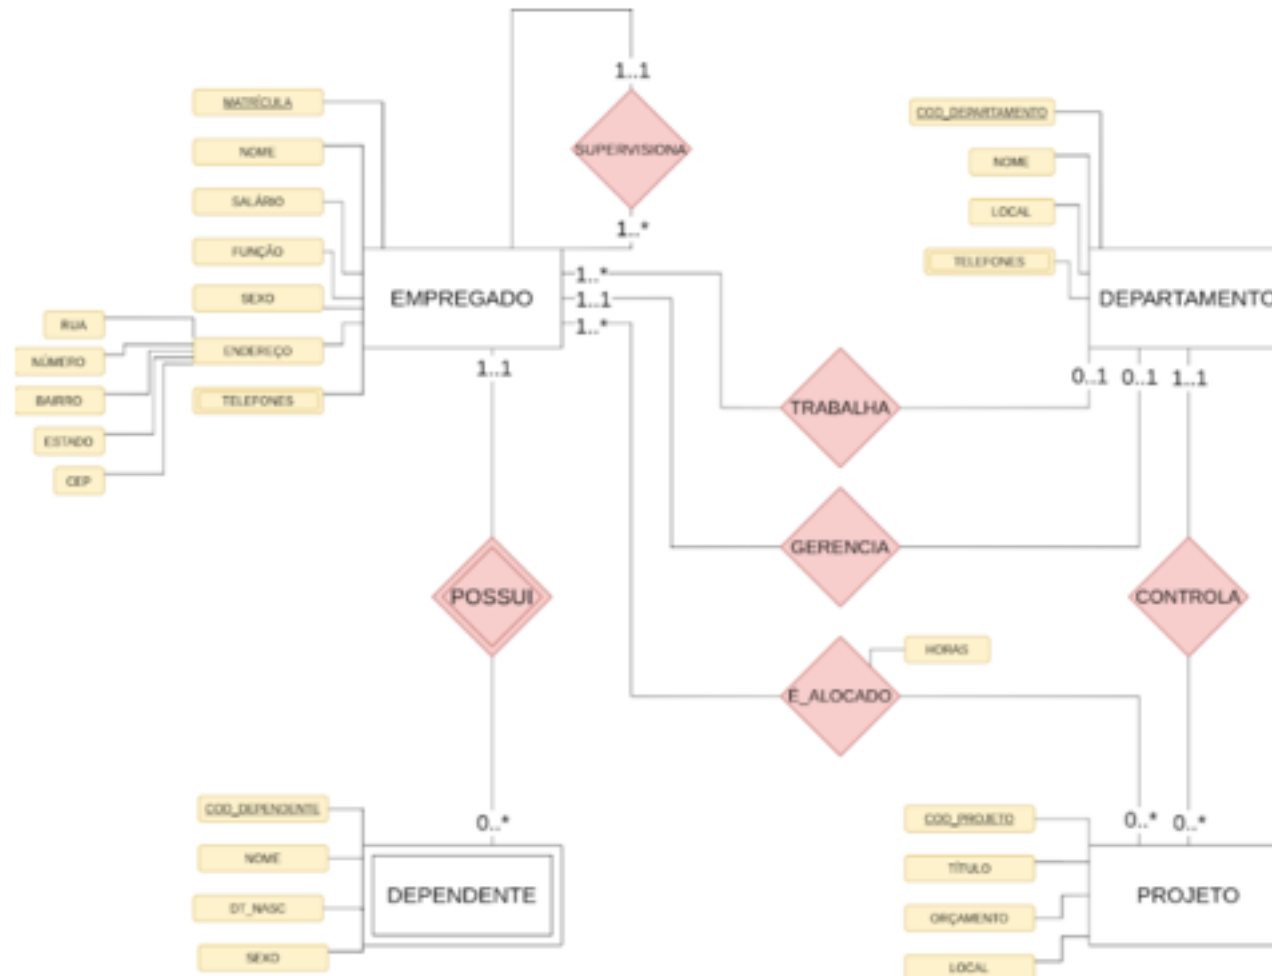 1..1
SUPERVISIONA
1..*
MATRÍCULA
NOME
SALÁRIO
FUNÇÃO
SEXO
ENDEREÇO
TELEFONES
RUA
NÚMERO
BAIRRO
ESTADO
CEP
EMPREGADO
1..*
1..1
1..*
1..1
COD_DEPARTAMENTO
NOME
LOCAL
TELEFONES
DEPARTAMENTO
0..1
0..1
1..1
TRABALHA
GERENCIA
POSSUI
CONTROLA
HORAS
E_ALOCADO
0..*
0..*
0..*
COD_DEPENDENTE
NOME
DT_NASC
SEXO
DEPENDENTE
COD_PROJETO
TÍTULO
ORÇAMENTO
LOCAL
PROJETO